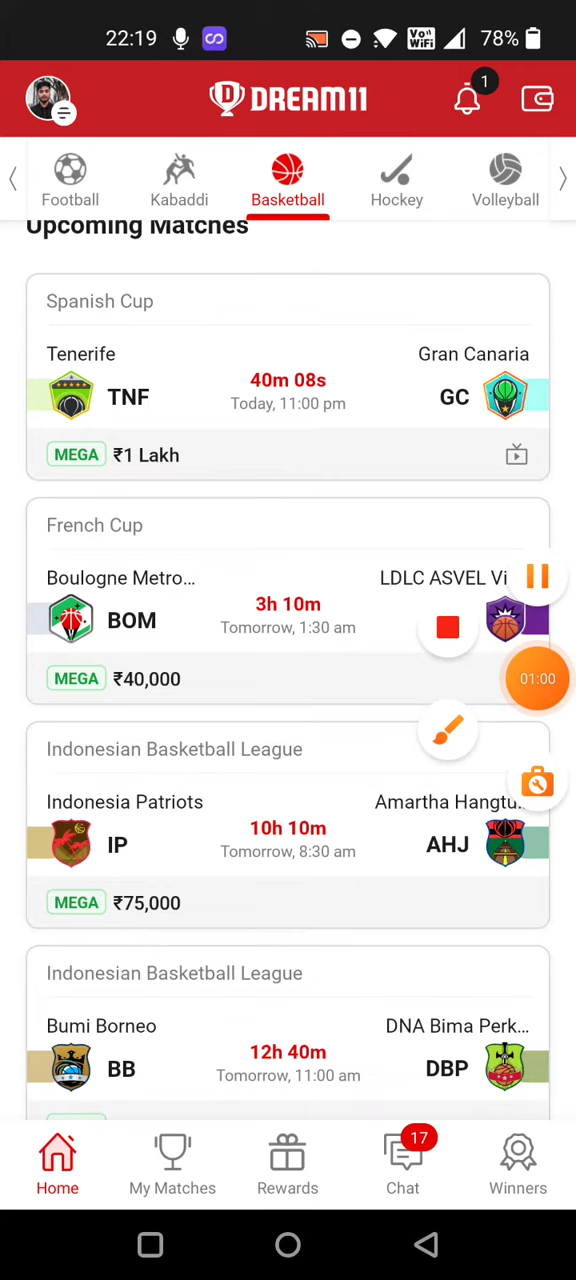 22:19
Vo))
WiFi
78%
DREAM11
1
Football
Kabaddi
Basketball
Hockey
Volleyball
Upcoming Matches
Spanish Cup
Tenerife
Gran Canaria
40m 08s
TNF
GC
Today, 11:00 pm
MEGA ₹1 Lakh
French Cup
Boulogne Metro...
LDLC ASVEL Vi
3h 10m
BOM
Tomorrow, 1:30 am
MEGA ₹40,000
01:00
Indonesian Basketball League
Indonesia Patriots
Amartha Hangtu...
10h 10m
IP
AHJ
Tomorrow, 8:30 am
MEGA ₹75,000
Indonesian Basketball League
Bumi Borneo
DNA Bima Perk...
12h 40m
BB
DBP
Tomorrow, 11:00 am
17
Home
My Matches
Rewards
Chat
Winners